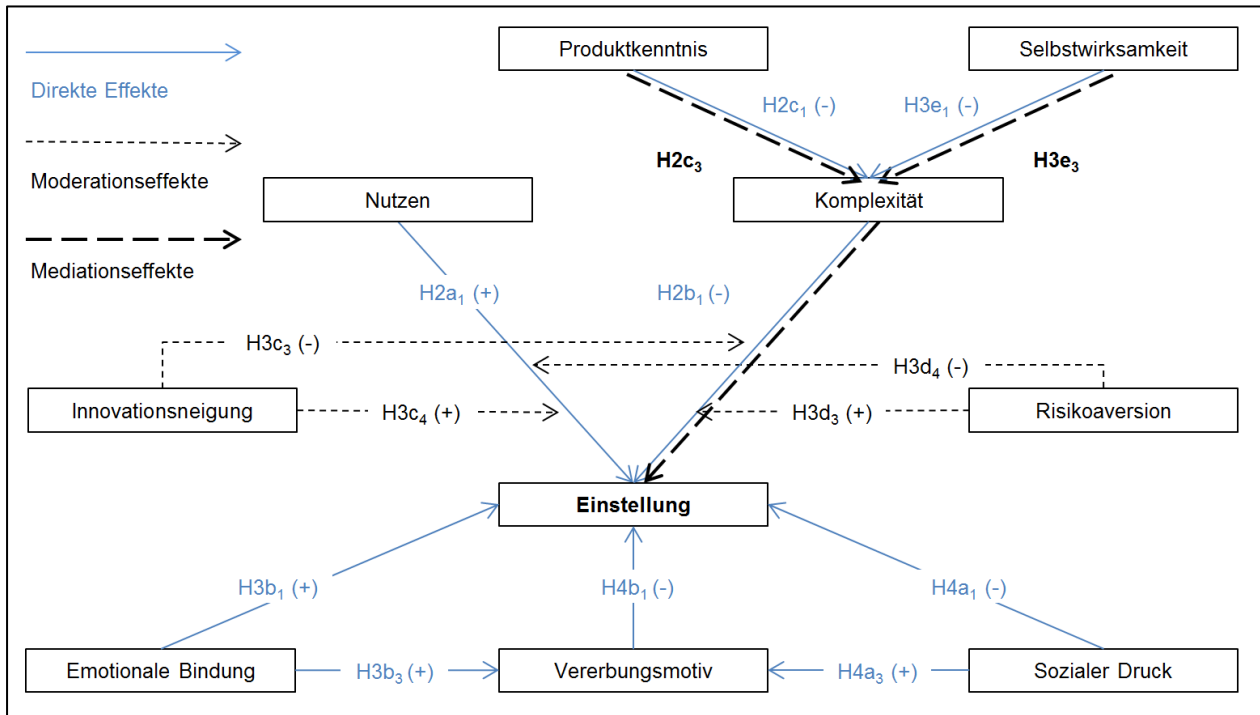 Produktkenntnis
Selbstwirksamkeit
Direkte Effekte
H2c₁ (-)
H3e₁ (-)
H2c₃
H3e₃
Moderationseffekte
Nutzen
Komplexität
Mediationseffekte
H2a₁ (+)
H2b₁ (-)
H3c₃ (-)
H3d₄ (-)
Innovationsneigung
H3c₄ (+)
H3d₃ (+)
Risikoaversion
Einstellung
H3b₁ (+)
H4b₁ (-)
H4a₁ (-)
Emotionale Bindung
H3b₃ (+)
Vererbungsmotiv
H4a₃ (+)
Sozialer Druck